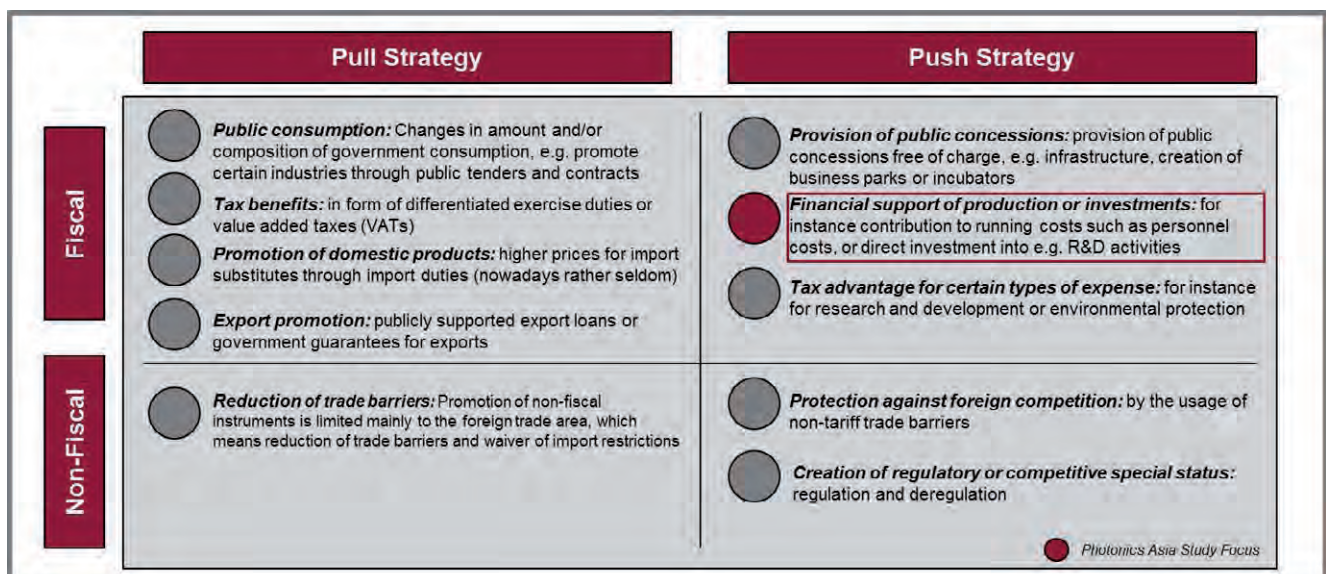 Pull Strategy
Push Strategy
Fiscal
Public consumption: Changes in amount and/or
composition of government consumption, e.g. promote
certain industries through public tenders and contracts
Tax benefits: in form of differentiated exercise duties or
value added taxes (VATs)
Promotion of domestic products: higher prices for import
substitutes through import duties (nowadays rather seldom)
Export promotion: publicly supported export loans or
government guarantees for exports
Provision of public concessions: provision of public
concessions free of charge, e.g. infrastructure, creation of
business parks or incubators
Financial support of production or investments: for
instance contribution to running costs such as personnel
costs, or direct investment into e.g. R&D activities
Tax advantage for certain types of expense: for instance
for research and development or environmental protection
Non-Fiscal
Reduction of trade barriers: Promotion of non-fiscal
instruments is limited mainly to the foreign trade area, which
means reduction of trade barriers and waiver of import restrictions
Protection against foreign competition: by the usage of
non-tariff trade barriers
Creation of regulatory or competitive special status:
regulation and deregulation
Photonics Asia Study Focus